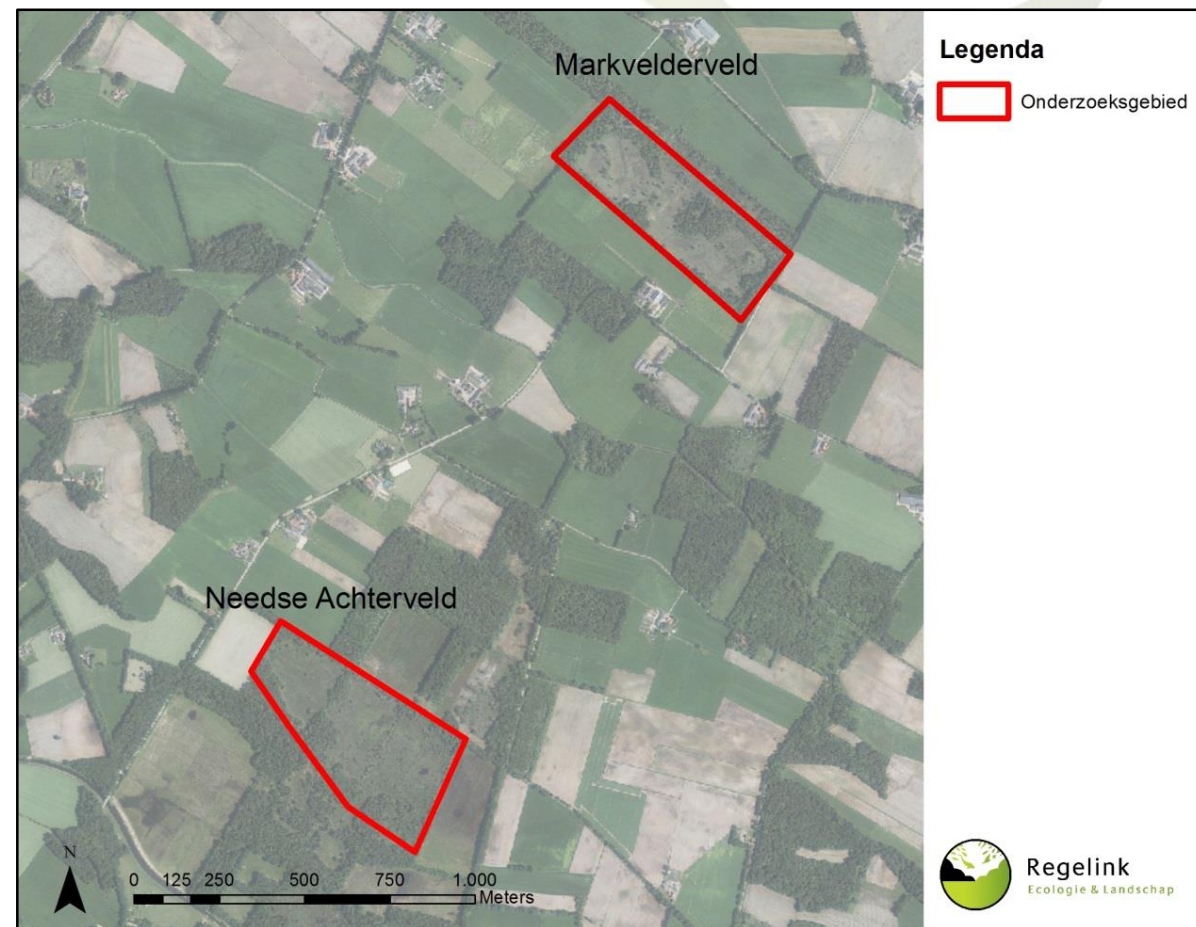 Markvelderveld
Legenda
Onderzoeksgebied
Needse Achterveld
N
0 125 250 500 750 1.000
Meters
Regelink
Ecologie & Landschap